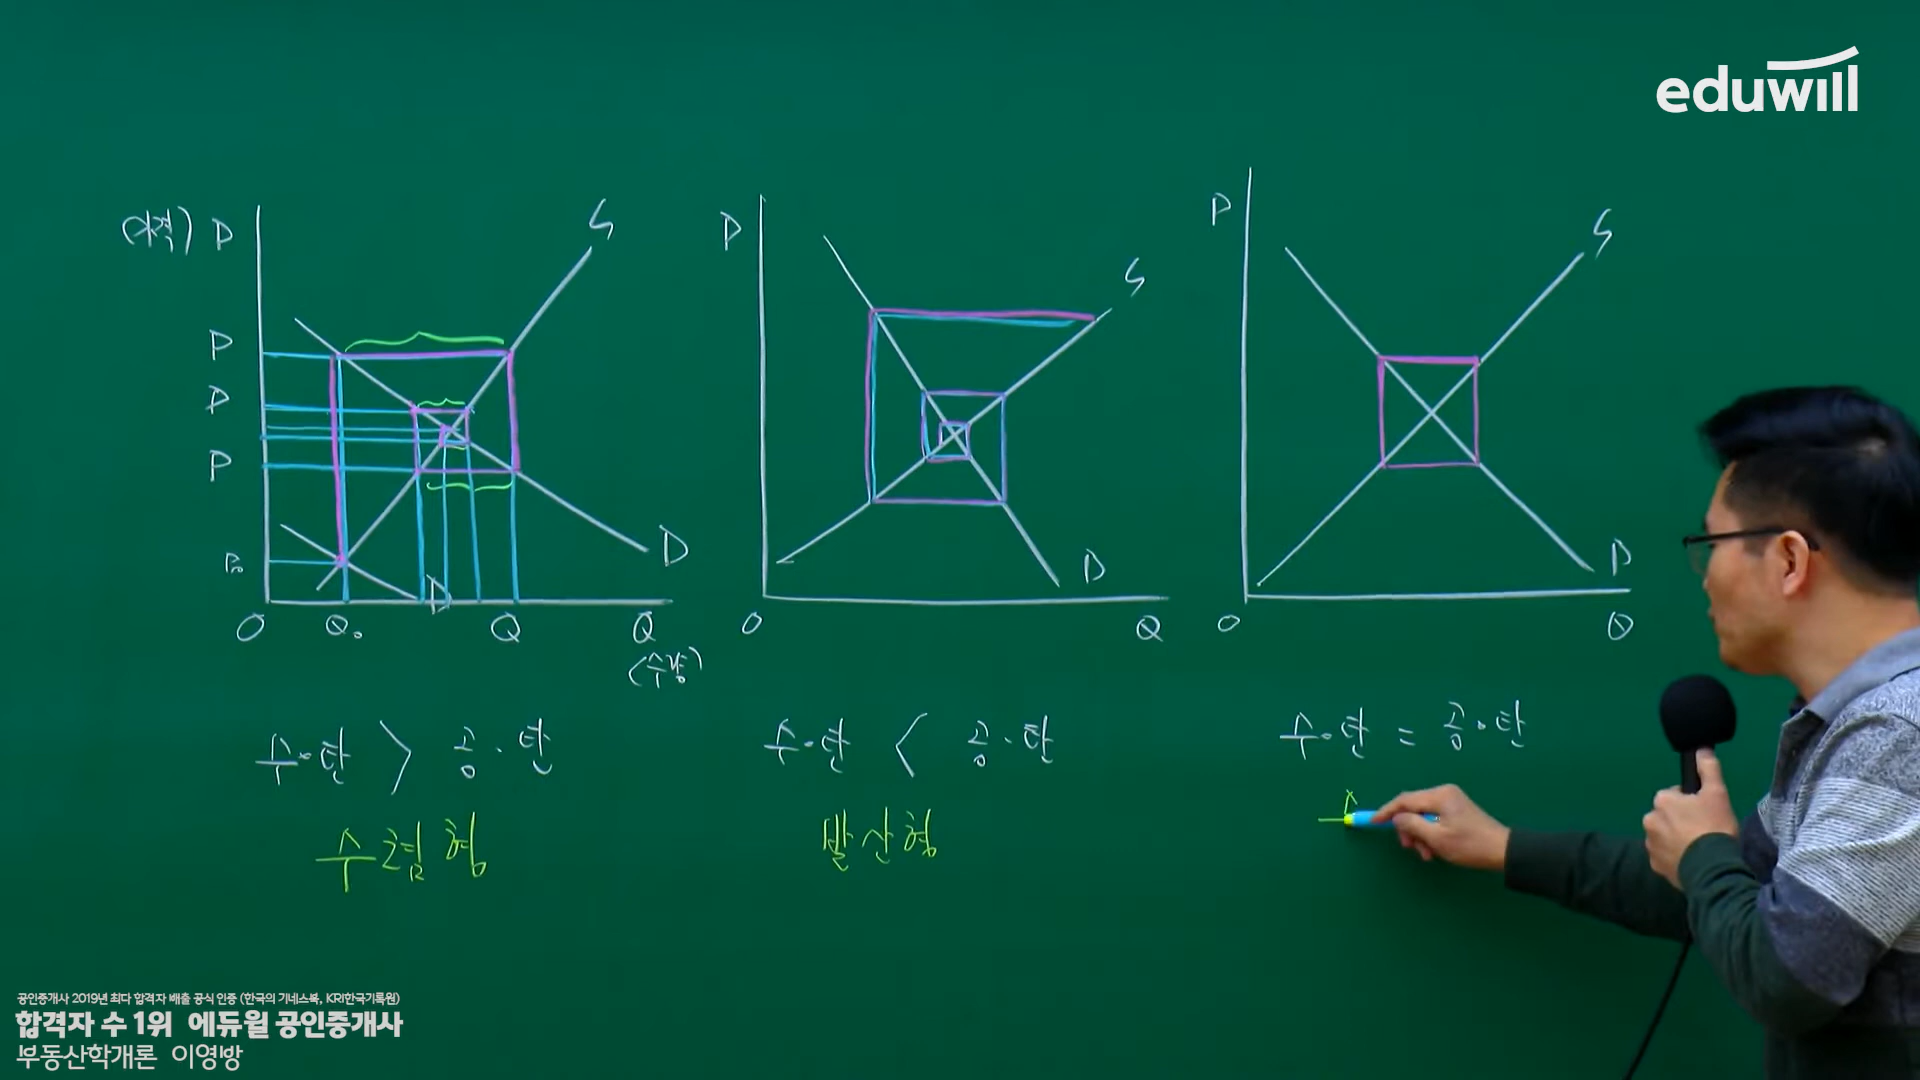 eduwill
(가격) P
S
P
P
P
P₀
D
D
O
Q₀
Q
Q
(수량)
수·탄 > 공·탄
수렴형
P
S
D
O
Q
수·탄 < 공·탄
발산형
P
S
D
O
Q
수·탄 = 공·탄
공인중개사 2019년 최다 합격자 배출 공식 인증 (한국의 기네스북, KRI한국기록원)
합격자 수 1위 에듀윌 공인중개사
부동산학개론 이영방